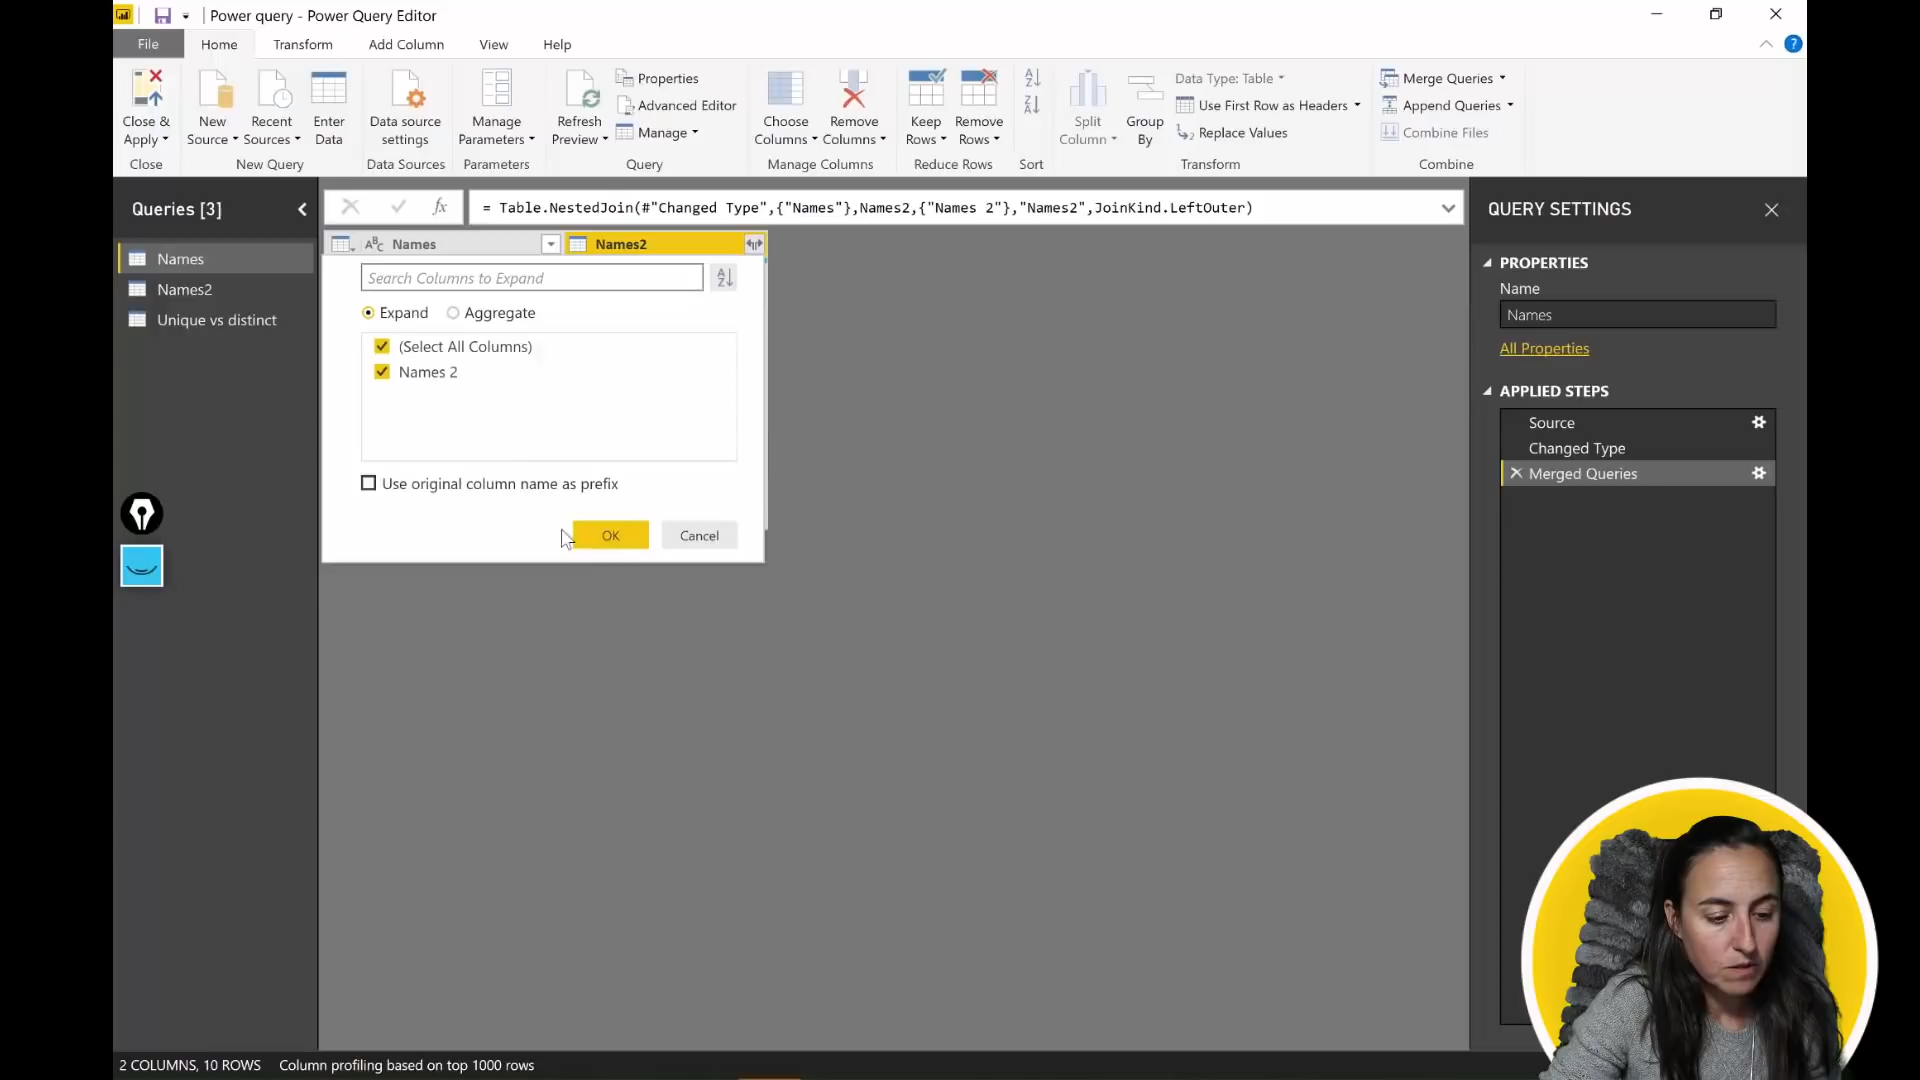 Power query - Power Query Editor
File
Home
Transform
Add Column
View
Help
Close & Apply
New Source
Recent Sources
Enter Data
Data source settings
Manage Parameters
Refresh Preview
Properties
Advanced Editor
Manage
Choose Columns
Remove Columns
Keep Rows
Remove Rows
A Z
Z A
Split Column
Group By
Data Type: Table
Use First Row as Headers
1 2 Replace Values
Merge Queries
Append Queries
Combine Files
Close
New Query
Data Sources
Parameters
Query
Manage Columns
Reduce Rows
Sort
Transform
Combine
Queries [3]
Names
Names2
Unique vs distinct
fx
= Table.NestedJoin(#"Changed Type",{"Names"},Names2,{"Names 2"},"Names2",JoinKind.LeftOuter)
ABC Names
Names2
Search Columns to Expand
A Z
Expand
Aggregate
(Select All Columns)
Names 2
Use original column name as prefix
OK
Cancel
QUERY SETTINGS
PROPERTIES
Name
Names
All Properties
APPLIED STEPS
Source
Changed Type
Merged Queries
2 COLUMNS, 10 ROWS
Column profiling based on top 1000 rows